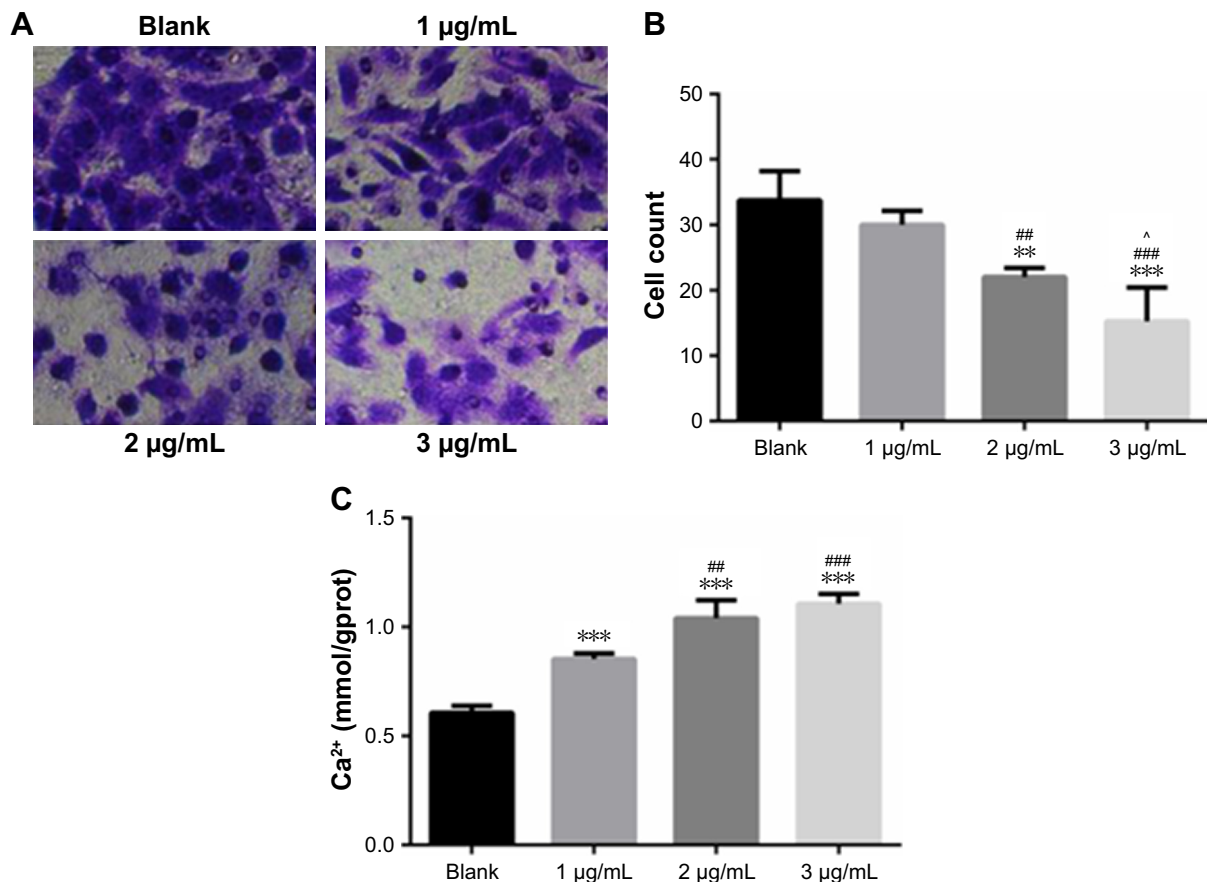 A
Blank
1 µg/mL
2 µg/mL
3 µg/mL
B
Cell count
50
40
30
20
10
0
##
**
^
###
***
Blank
1 µg/mL
2 µg/mL
3 µg/mL
C
Ca²⁺ (mmol/gprot)
1.5
1.0
0.5
0.0
***
##
***
###
***
Blank
1 µg/mL
2 µg/mL
3 µg/mL